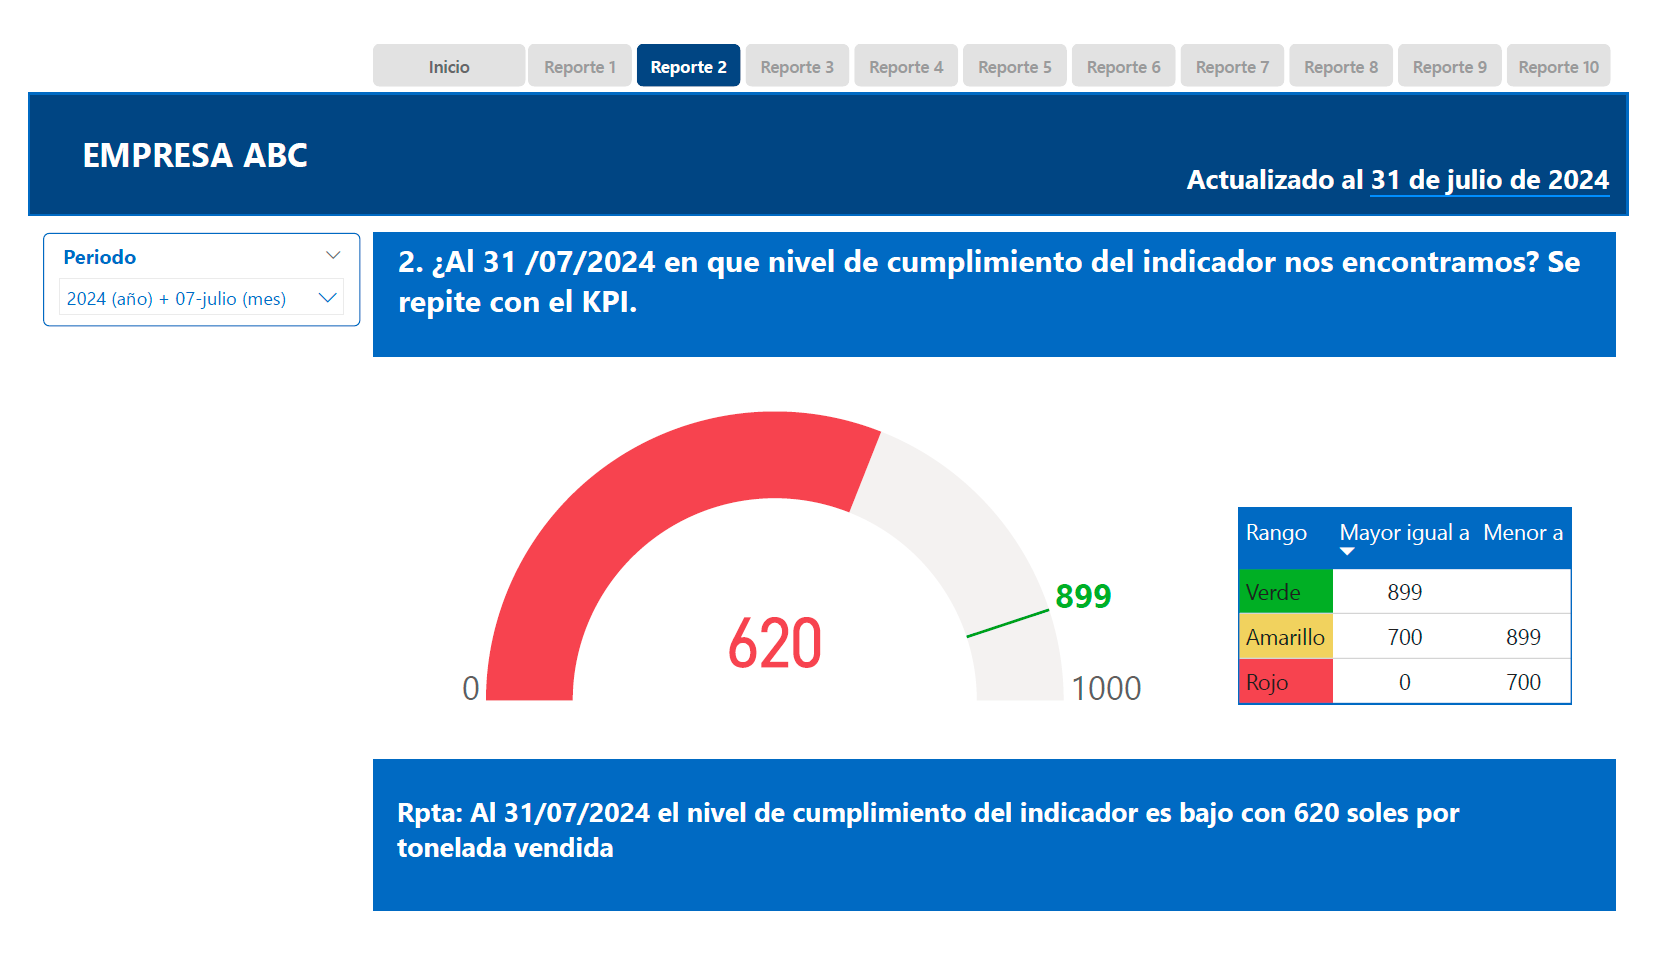 Inicio
Reporte 1
Reporte 2
Reporte 3
Reporte 4
Reporte 5
Reporte 6
Reporte 7
Reporte 8
Reporte 9
Reporte 10
EMPRESA ABC
Actualizado al 31 de julio de 2024
Periodo
2024 (año) + 07-julio (mes)
2. ¿Al 31 /07/2024 en que nivel de cumplimiento del indicador nos encontramos? Se
repite con el KPI.
899
620
0
1000
Rango Mayor igual a Menor a
Verde 899
Amarillo 700 899
Rojo 0 700
Rpta: Al 31/07/2024 el nivel de cumplimiento del indicador es bajo con 620 soles por
tonelada vendida